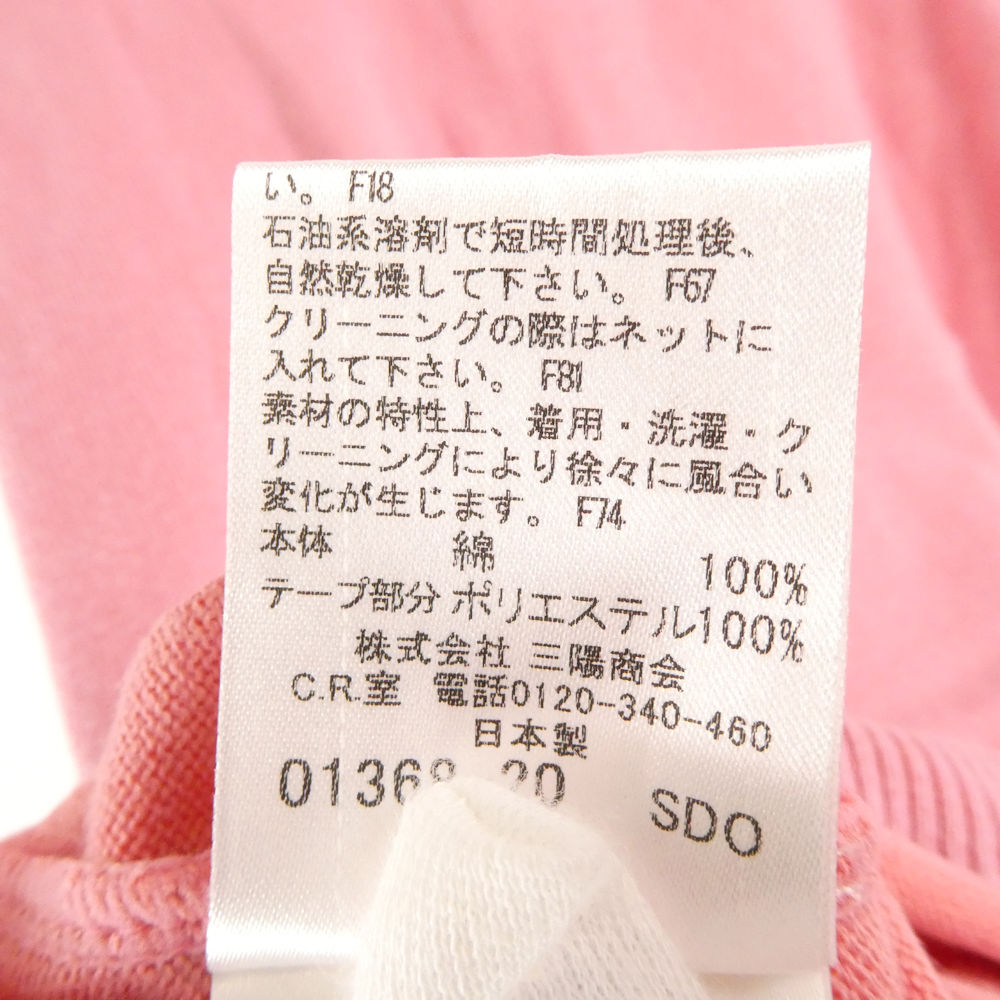 い。 F18
石油系溶剤で短時間処理後、
自然乾燥して下さい。 F67
クリーニングの際はネットに
入れて下さい。 F81
素材の特性上、着用・洗濯・ク
リーニングにより徐々に風合い
変化が生じます。 F74
本体 綿 100%
テープ部分 ポリエステル100%
株式会社 三陽商会
C.R.室 電話0120-340-460
日本製
SDO